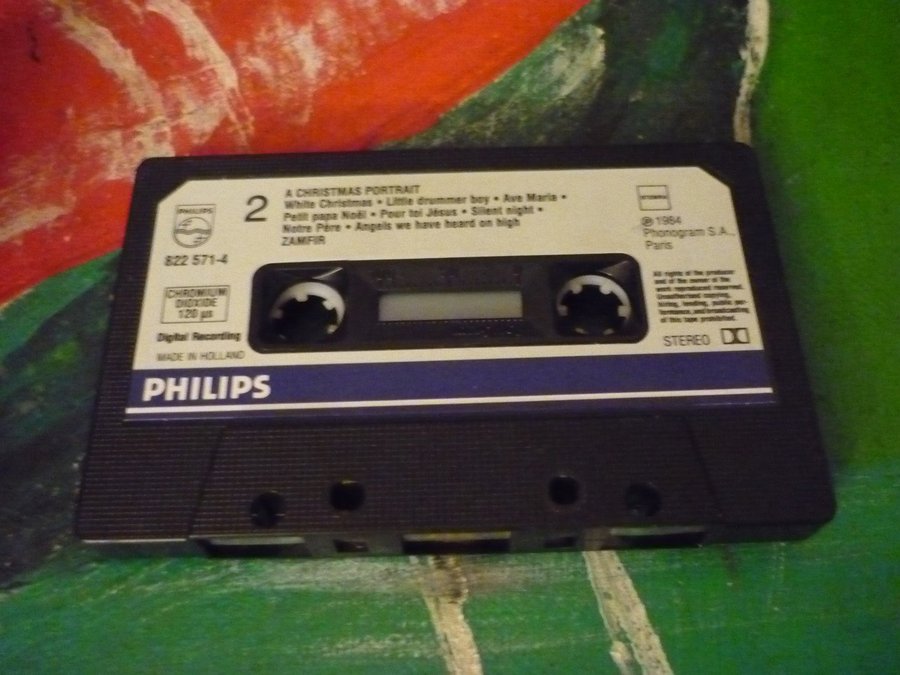 A CHRISTMAS PORTRAIT
White Christmas • Little drummer boy • Ave Maria •
Petit papa Noël • Pour toi Jésus • Silent night •
Notre Père • Angels we have heard on high
ZAMFIR
2
PHILIPS
822 571-4
CHROMIUM
DIOXIDE
120 µs
Digital Recording
MADE IN HOLLAND
STEREO
℗ 1984
Phonogram S.A.,
Paris
All rights of the producer
and of the owner of the
work reproduced reserved.
Unauthorised copying,
hiring, lending, public per-
formance, and broadcasting
of this tape prohibited.
STEREO
PHILIPS